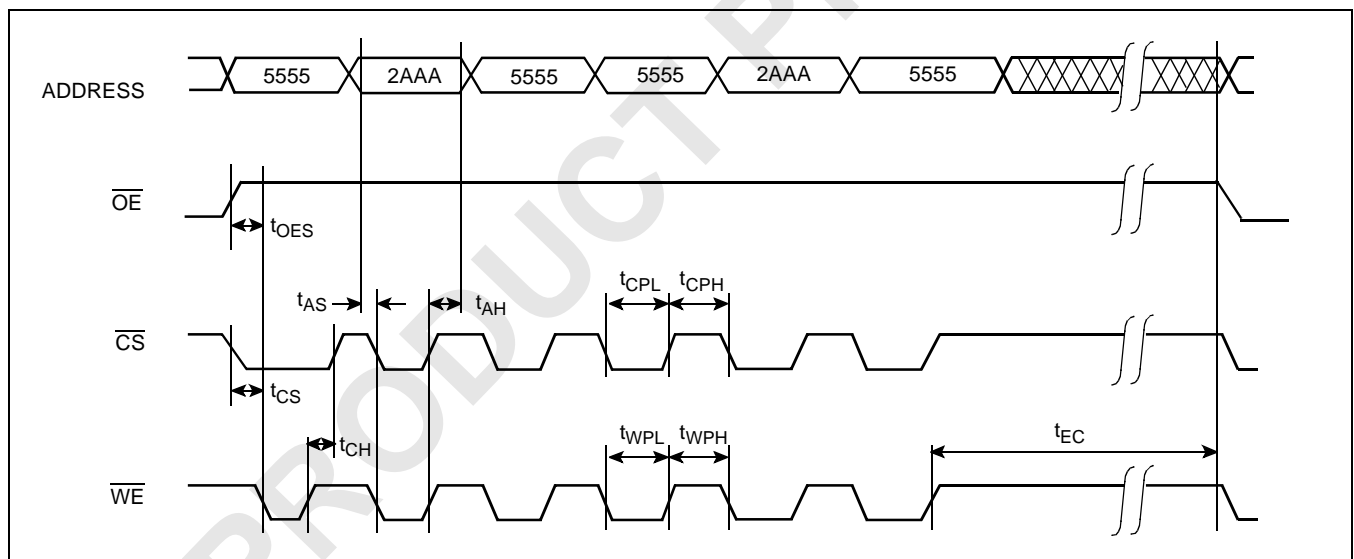 ADDRESS 5555 2AAA 5555 5555 2AAA 5555
OE
tOES
tAS tAH tCPL tCPH
CS
tCS
tCH tWPL tWPH tEC
WE
PRODUCT P